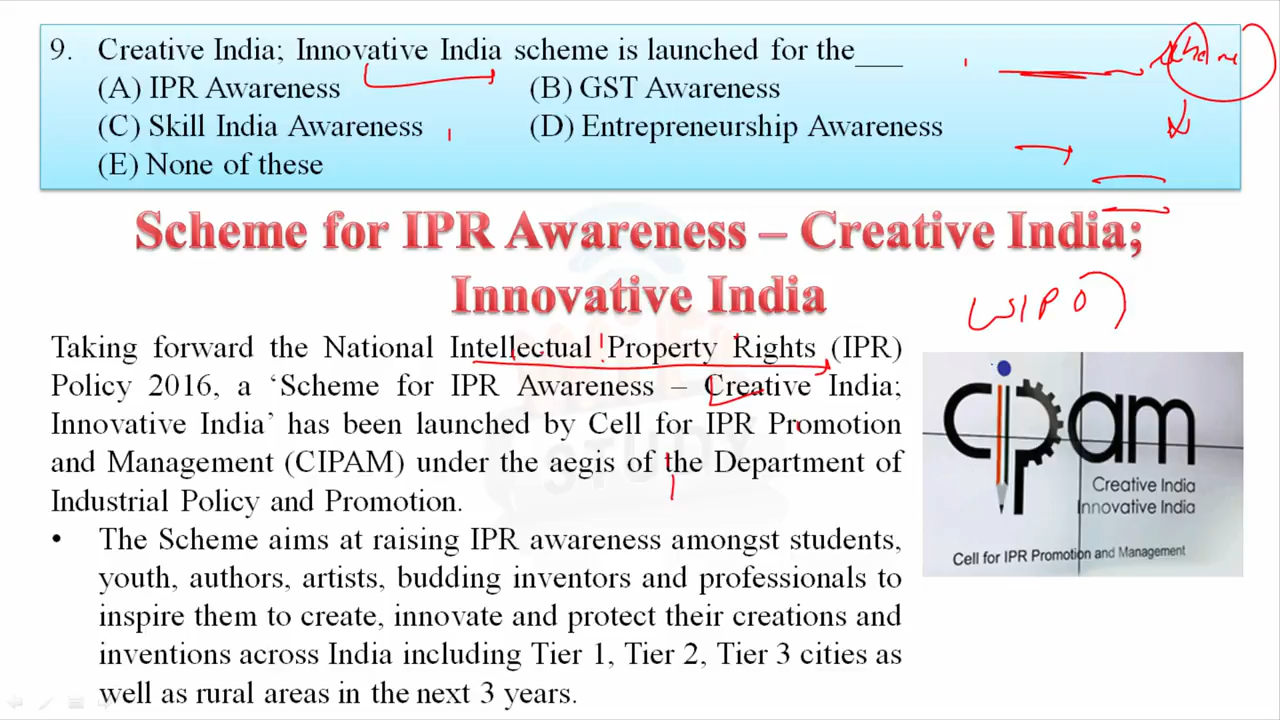 9. Creative India; Innovative India scheme is launched for the___
(A) IPR Awareness (B) GST Awareness
(C) Skill India Awareness (D) Entrepreneurship Awareness
(E) None of these
Scheme
Scheme for IPR Awareness – Creative India;
Innovative India
WIPO
Taking forward the National Intellectual Property Rights (IPR)
Policy 2016, a ‘Scheme for IPR Awareness – Creative India;
Innovative India’ has been launched by Cell for IPR Promotion
and Management (CIPAM) under the aegis of the Department of
Industrial Policy and Promotion.
• The Scheme aims at raising IPR awareness amongst students,
youth, authors, artists, budding inventors and professionals to
inspire them to create, innovate and protect their creations and
inventions across India including Tier 1, Tier 2, Tier 3 cities as
well as rural areas in the next 3 years.
cipam
Creative India
Innovative India
Cell for IPR Promotion and Management
STUDY